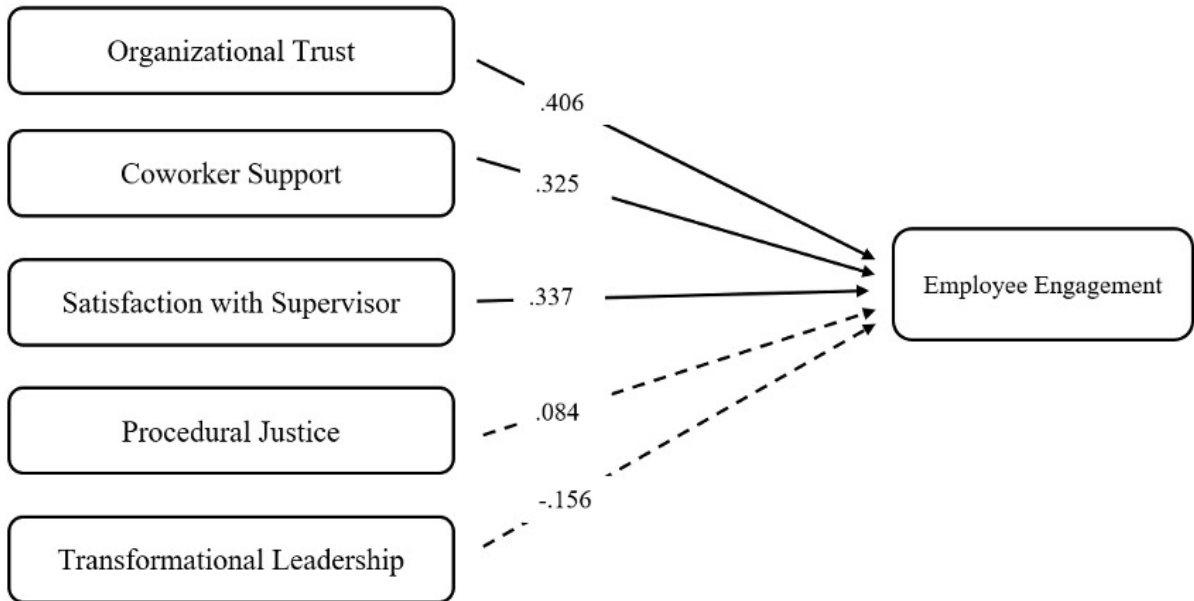 Organizational Trust
.406
Coworker Support
.325
Satisfaction with Supervisor
.337
Employee Engagement
Procedural Justice
.084
Transformational Leadership
-.156